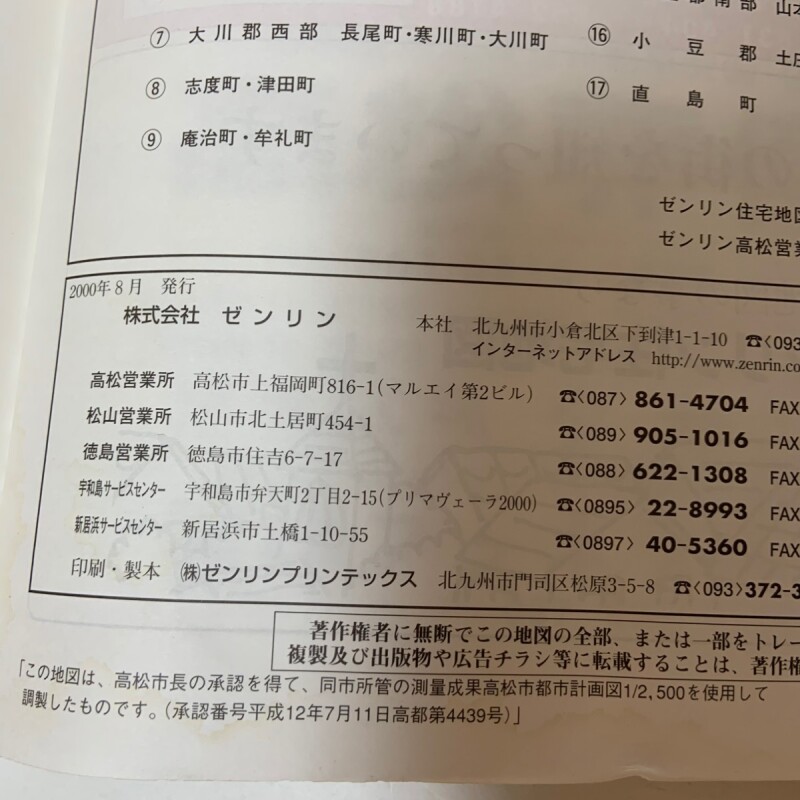 部南部 山本
⑦ 大川郡西部 長尾町・寒川町・大川町
⑯ 小豆郡 土庄
⑧ 志度町・津田町
⑰ 直島町
⑨ 庵治町・牟礼町
ゼンリン住宅地図
ゼンリン高松営業
2000年8月 発行
株式会社 ゼンリン 本社 北九州市小倉北区下到津1-1-10 ☎〈093
インターネットアドレス http://www.zenrin.co
高松営業所 高松市上福岡町816-1(マルエイ第2ビル) ☎〈087〉861-4704 FAX
松山営業所 松山市北土居町454-1 ☎〈089〉905-1016 FAX
徳島営業所 徳島市住吉6-7-17 ☎〈088〉622-1308 FAX
宇和島サービスセンター 宇和島市弁天町2丁目2-15(プリマヴェーラ2000) ☎〈0895〉22-8993 FAX
新居浜サービスセンター 新居浜市土橋1-10-55 ☎〈0897〉40-5360 FAX
印刷・製本 ㈱ゼンリンプリンテックス 北九州市門司区松原3-5-8 ☎〈093〉372-3
著作権者に無断でこの地図の全部、または一部をトレー
複製及び出版物や広告チラシ等に転載することは、著作権
「この地図は、高松市長の承認を得て、同市所管の測量成果高松市都市計画図1/2,500を使用して
調製したものです。(承認番号平成12年7月11日高都第4439号)」